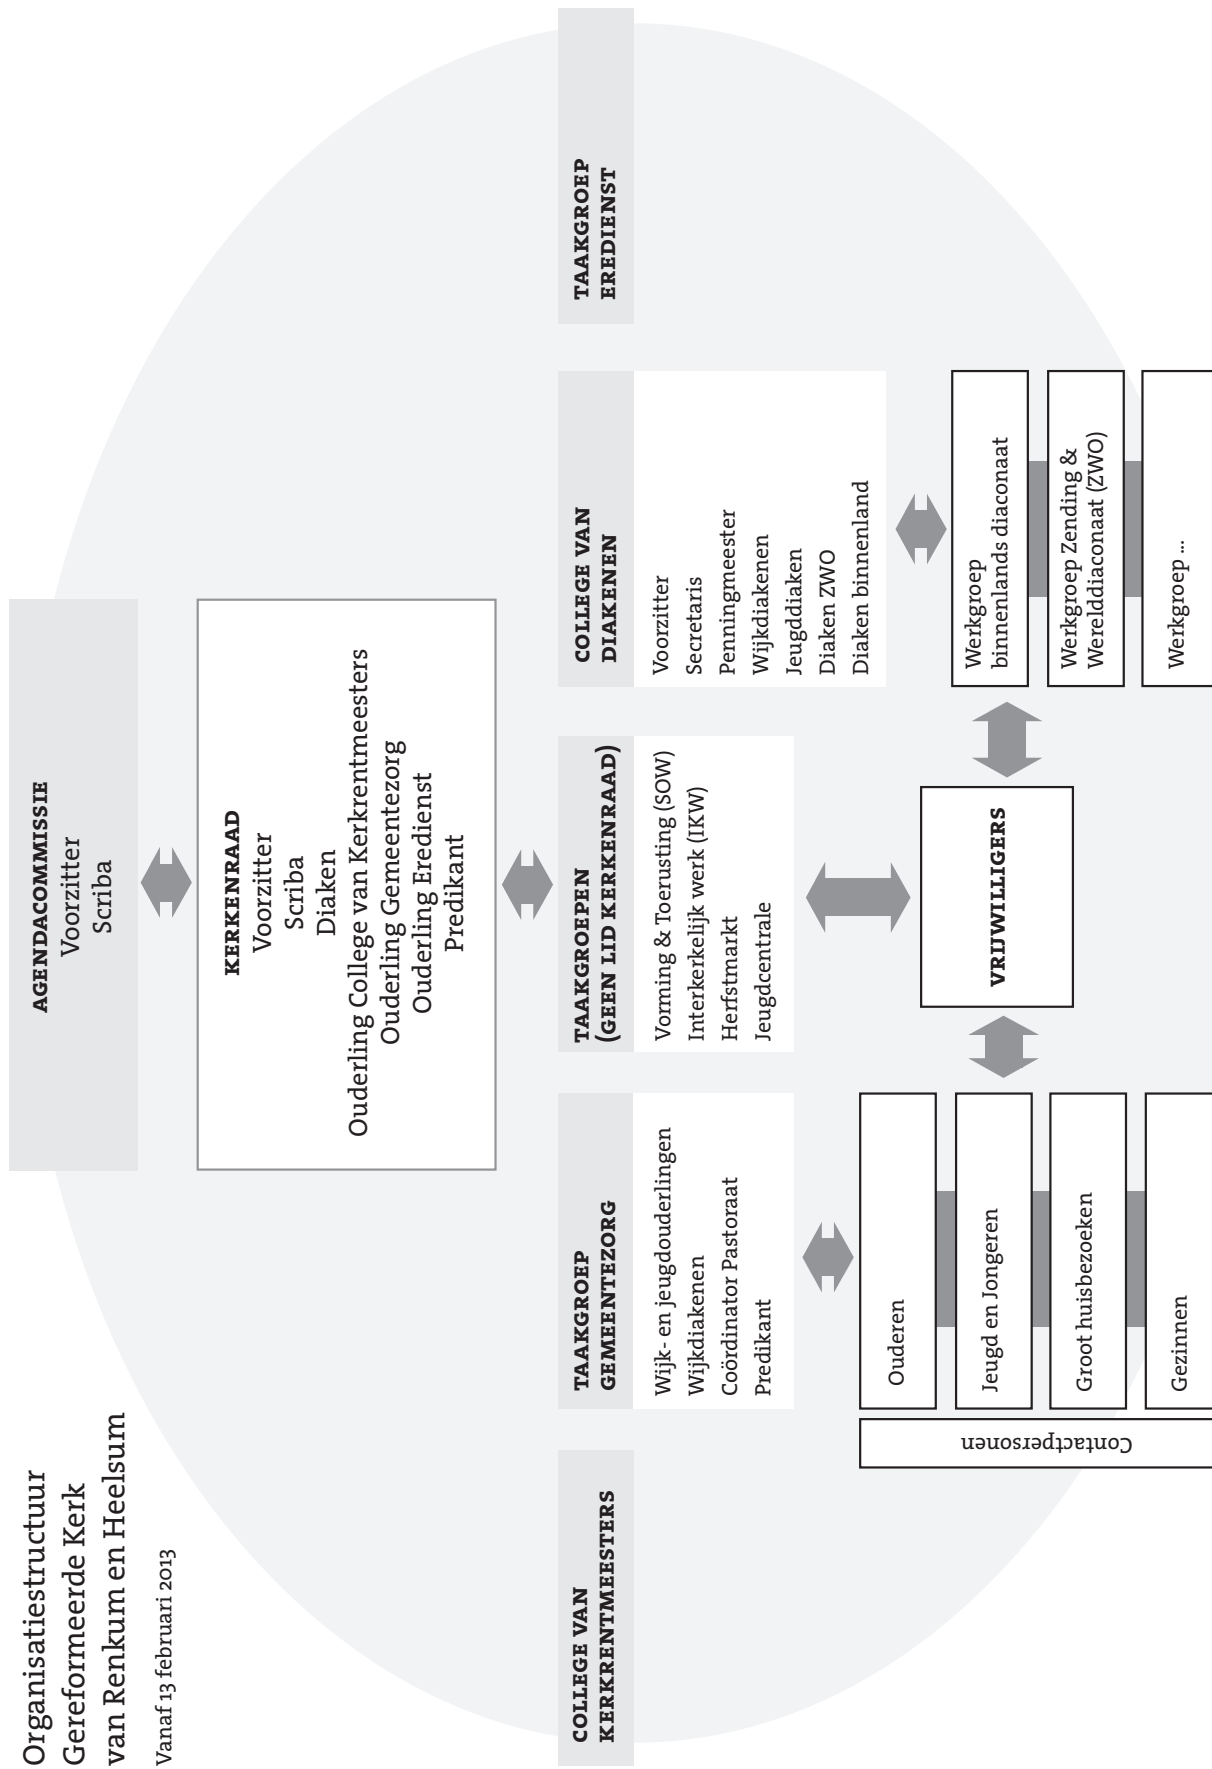 Organisatiestructuur
Gereformeerde Kerk
van Renkum en Heelsum
Vanaf 13 februari 2013
AGENDACOMMISSIE
Voorzitter
Scriba
KERKENRAAD
Voorzitter
Scriba
Diaken
Ouderling College van Kerkrentmeesters
Ouderling Gemeentezorg
Ouderling Eredienst
Predikant
COLLEGE VAN
KERKRENTMEESTERS
TAAKGROEP
GEMEENTEZORG
Wijk- en jeugdouderlingen
Wijkdiakenen
Coördinator Pastoraat
Predikant
TAAKGROEPEN
(GEEN LID KERKENRAAD)
Vorming & Toerusting (SOW)
Interkerkelijk werk (IKW)
Herfstmarkt
Jeugdcentrale
COLLEGE VAN
DIAKENEN
Voorzitter
Secretaris
Penningmeester
Wijkdiakenen
Jeugddiaken
Diaken ZWO
Diaken binnenland
TAAKGROEP
EREDIENST
Contactpersonen
Ouderen
Jeugd en Jongeren
Groot huisbezoeken
Gezinnen
VRIJWILLIGERS
Werkgroep
binnenlands diaconaat
Werkgroep Zending &
Werelddiaconaat (ZWO)
Werkgroep ...